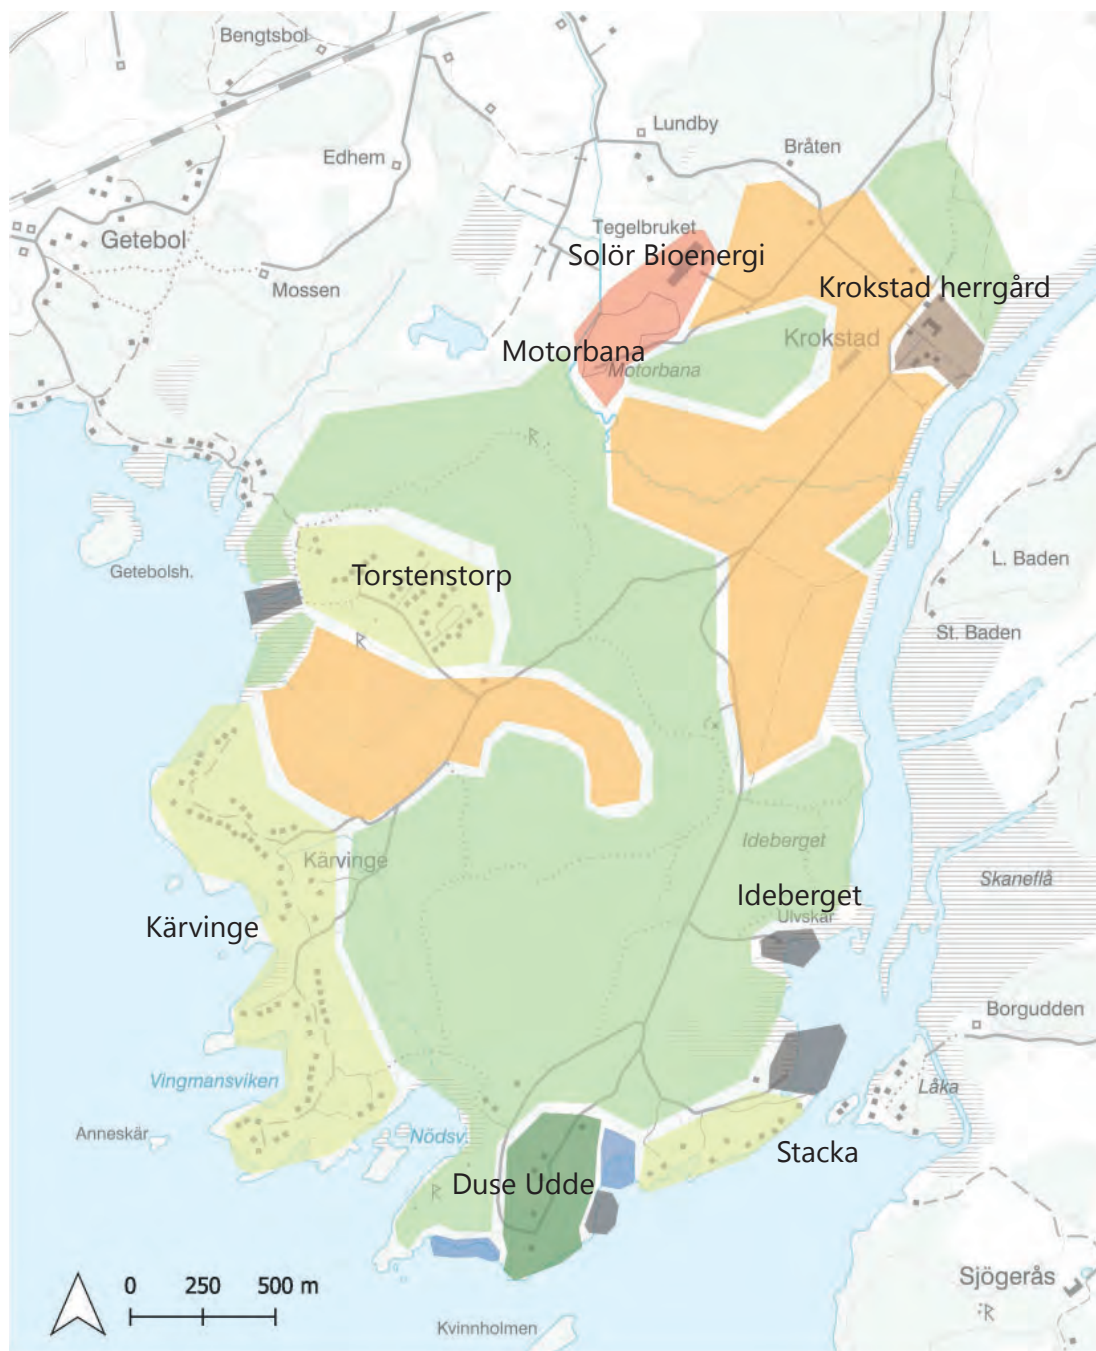 Bengtsbol
Lundby
Bråten
Edhem
Tegelbruket
Getebol
Solör Bioenergi
Mossen
Krokstad herrgård
Krokstad
Motorbana
Motorbana
R
Getebolsh.
L. Baden
Torstenstorp
St. Baden
R
Ideberget
Kärvinge
Skaneflå
Ideberget
Ulvskär
Kärvinge
Borgudden
Vingmansviken
Låka
Anneskär
Nödsv.
Stacka
Duse Udde
R
Sjögerås
0 250 500 m
R
Kvinnholmen